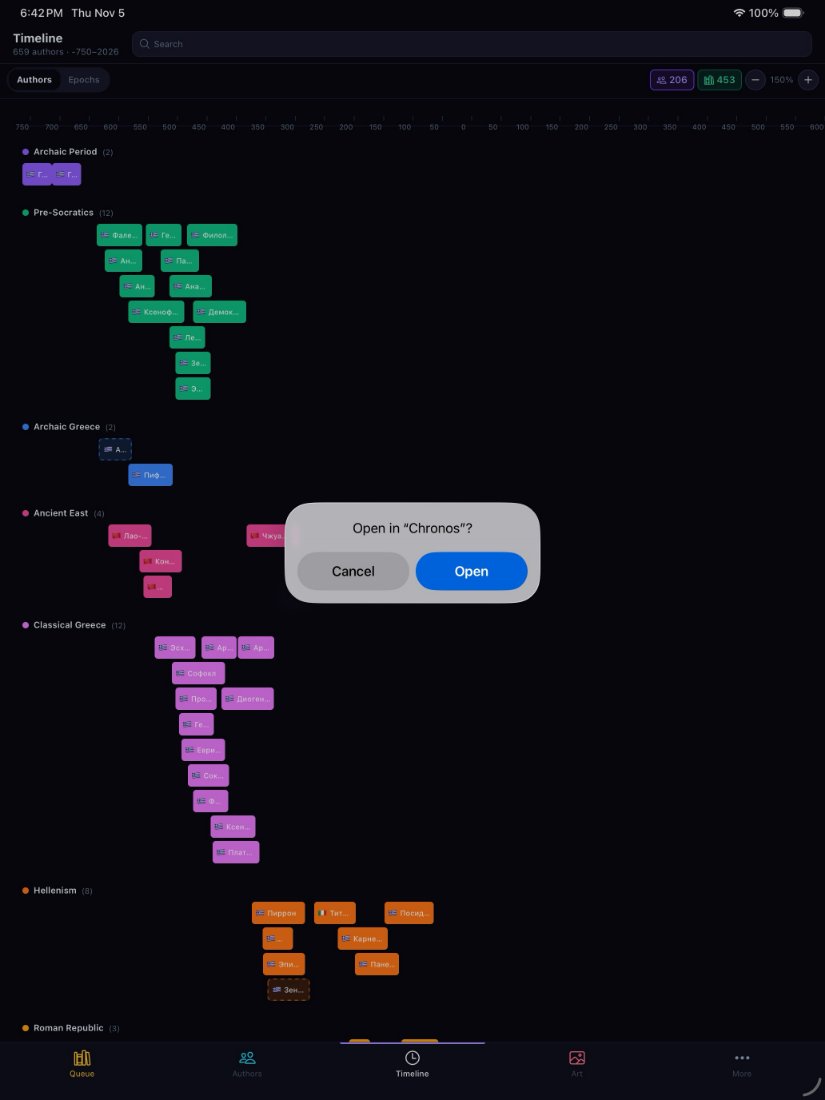 6:42 PM Thu Nov 5
100%
Timeline
659 authors · -750–2026
Search
Authors
Epochs
206
453
150%
750 700 650 600 550 500 450 400 350 300 250 200 150 100 50 0 50 100 150 200 250 300 350 400 450 500 550 600
Archaic Period (2)
Г... Г...
Pre-Socratics (12)
Фале... Ге... Филол...
Ан... Па...
Ан... Ана...
Ксеноф... Демок...
Ле...
Зе...
Э...
Archaic Greece (2)
А...
Пиф...
Ancient East (4)
Лао-... Чжуа...
Кон...
...
Open in “Chronos”?
Cancel Open
Classical Greece (12)
Эсх... Ар... Ар...
Софокл
Про... Диоген...
Ге...
Еври...
Сок...
Ф...
Ксен...
Плат...
Hellenism (8)
Пиррон Тит... Посид...
... Карне...
Эпи... Пане...
Зен...
Roman Republic (3)
Queue
Authors
Timeline
Art
More